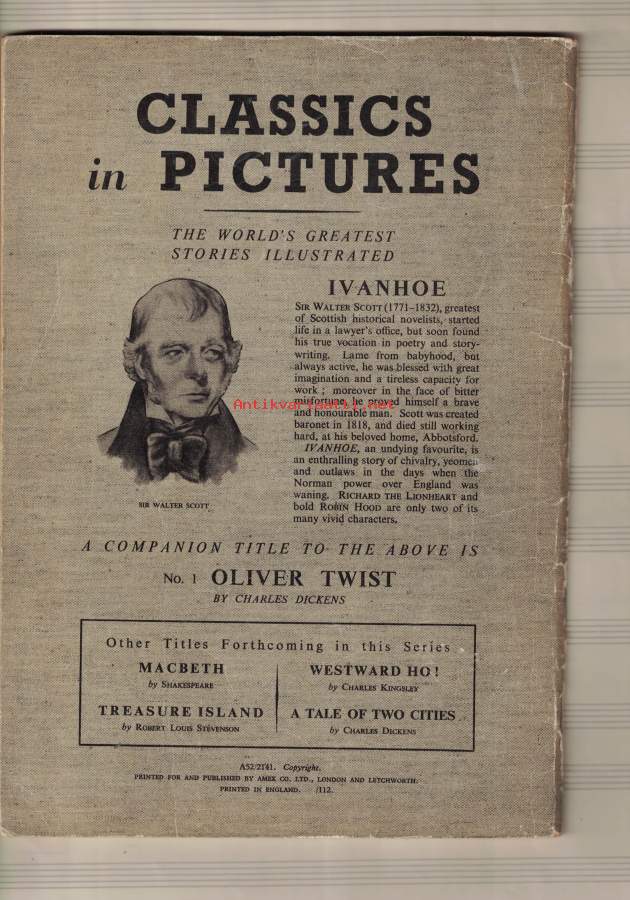 CLASSICS
in PICTURES
THE WORLD'S GREATEST
STORIES ILLUSTRATED
IVANHOE
SIR WALTER SCOTT (1771–1832), greatest
of Scottish historical novelists, started
life in a lawyer's office, but soon found
his true vocation in poetry and story-
writing. Lame from babyhood, but
always active, he was blessed with great
imagination and a tireless capacity for
work ; moreover in the face of bitter
misfortune, he proved himself a brave
and honourable man. Scott was created
baronet in 1818, and died still working
hard, at his beloved home, Abbotsford.
IVANHOE, an undying favourite, is
an enthralling story of chivalry, yeomen
and outlaws in the days when the
Norman power over England was
waning. RICHARD THE LIONHEART and
bold ROBIN HOOD are only two of its
many vivid characters.
Antikvariaatti.net
SIR WALTER SCOTT
A COMPANION TITLE TO THE ABOVE IS
No. 1 OLIVER TWIST
BY CHARLES DICKENS
Other Titles Forthcoming in this Series
MACBETH
by SHAKESPEARE
TREASURE ISLAND
by ROBERT LOUIS STEVENSON
WESTWARD HO!
by CHARLES KINGSLEY
A TALE OF TWO CITIES
by CHARLES DICKENS
A52/2141. Copyright.
PRINTED FOR AND PUBLISHED BY AMEX CO. LTD., LONDON AND LETCHWORTH.
PRINTED IN ENGLAND. /112.